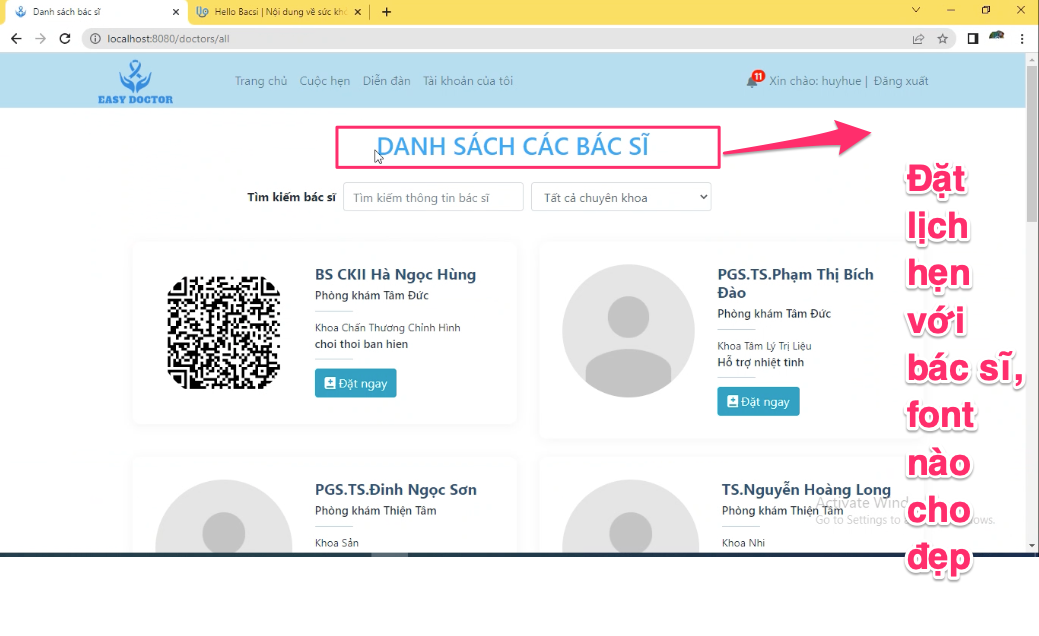 Danh sách bác sĩ
Hello Bacsi | Nội dung về sức khỏ
localhost:8080/doctors/all
EASY DOCTOR
Trang chủ Cuộc hẹn Diễn đàn Tài khoản của tôi
11 Xin chào: huyhue | Đăng xuất
DANH SÁCH CÁC BÁC SĨ
Tìm kiếm bác sĩ Tìm kiếm thông tin bác sĩ Tất cả chuyên khoa
BS CKII Hà Ngọc Hùng
Phòng khám Tâm Đức
Khoa Chấn Thương Chỉnh Hình
choi thoi ban hien
Đặt ngay
PGS.TS.Phạm Thị Bích
Đào
Phòng khám Tâm Đức
Khoa Tâm Lý Trị Liệu
Hỗ trợ nhiệt tình
Đặt ngay
PGS.TS.Đinh Ngọc Sơn
Phòng khám Thiện Tâm
Khoa Sản
TS.Nguyễn Hoàng Long
Phòng khám Thiện Tâm
Khoa Nhi
Activate Wind
Go to Settings to
Đặt
lịch
hẹn
với
bác sĩ,
font
nào
cho
đẹp